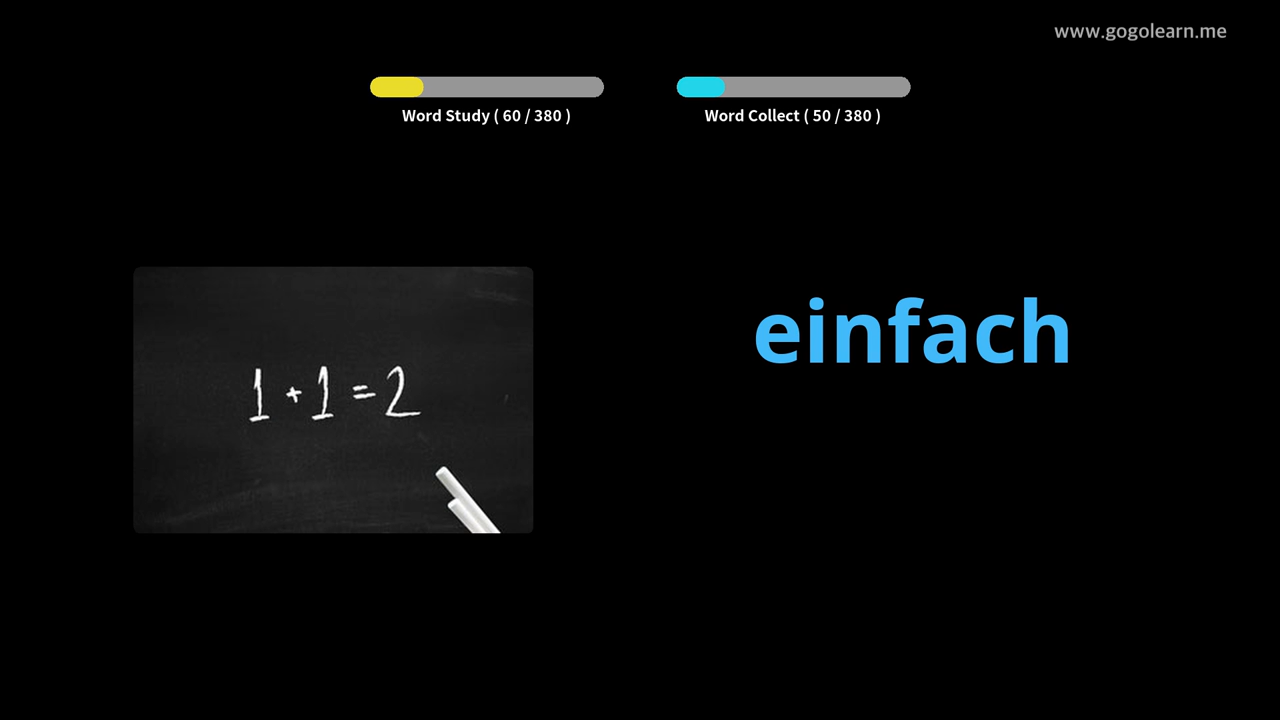 www.gogolearn.me
Word Study ( 60 / 380 )
Word Collect ( 50 / 380 )
1 + 1 = 2
einfach